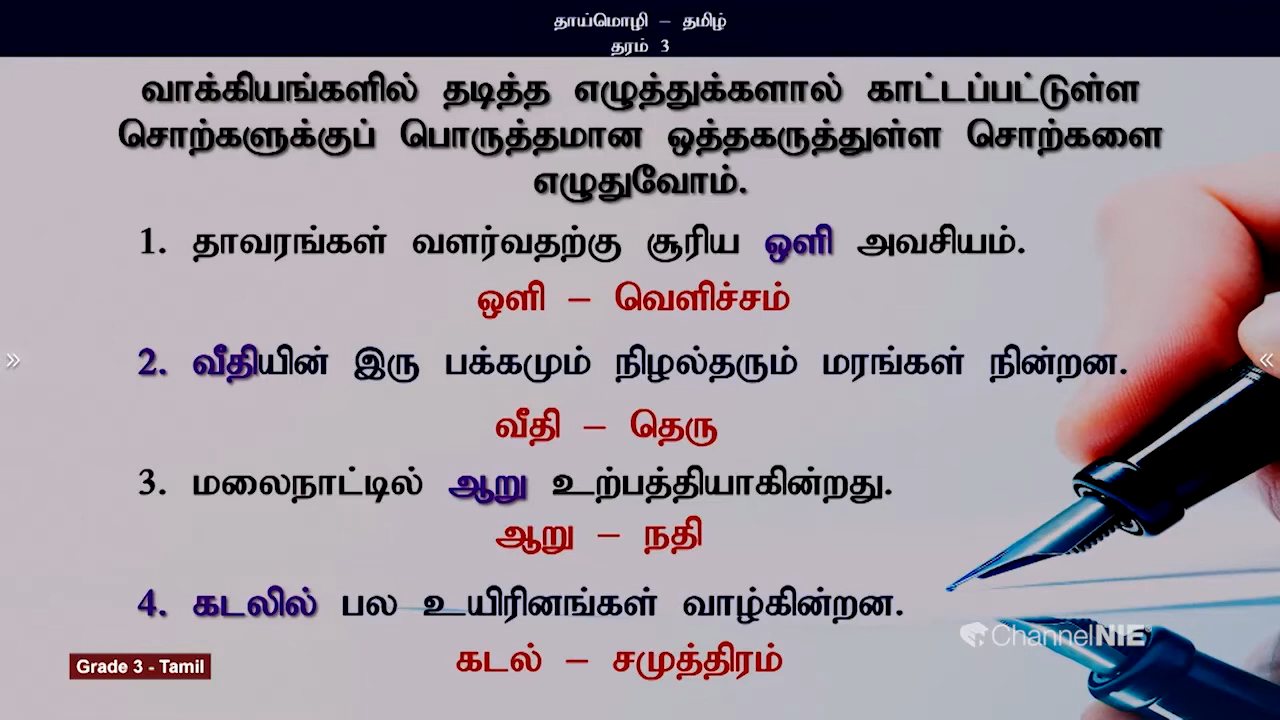 தாய்மொழி – தமிழ்
தரம் 3
வாக்கியங்களில் தடித்த எழுத்துக்களால் காட்டப்பட்டுள்ள
சொற்களுக்குப் பொருத்தமான ஒத்தகருத்துள்ள சொற்களை
எழுதுவோம்.
1. தாவரங்கள் வளர்வதற்கு சூரிய ஒளி அவசியம்.
ஒளி – வெளிச்சம்
2. வீதியின் இரு பக்கமும் நிழல்தரும் மரங்கள் நின்றன.
வீதி – தெரு
3. மலைநாட்டில் ஆறு உற்பத்தியாகின்றது.
ஆறு – நதி
4. கடலில் பல உயிரினங்கள் வாழ்கின்றன.
ChannelNIE
கடல் – சமுத்திரம்
Grade 3 - Tamil